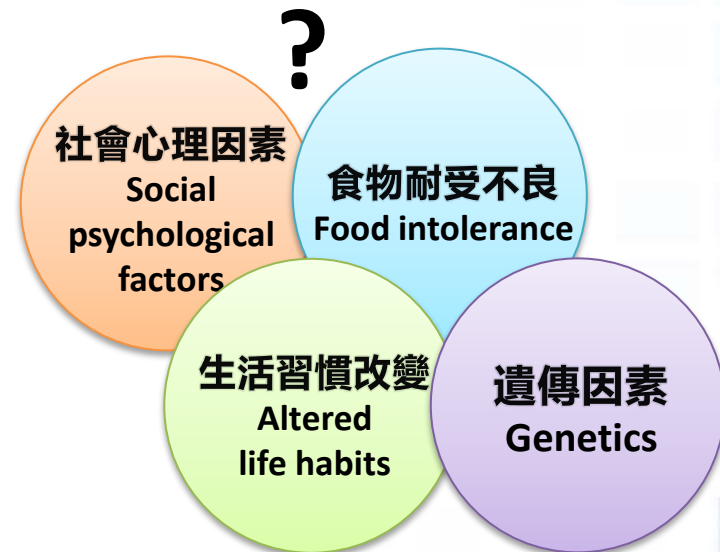 ?
社會心理因素
Social
psychological
factors
食物耐受不良
Food intolerance
生活習慣改變
Altered
life habits
遺傳因素
Genetics